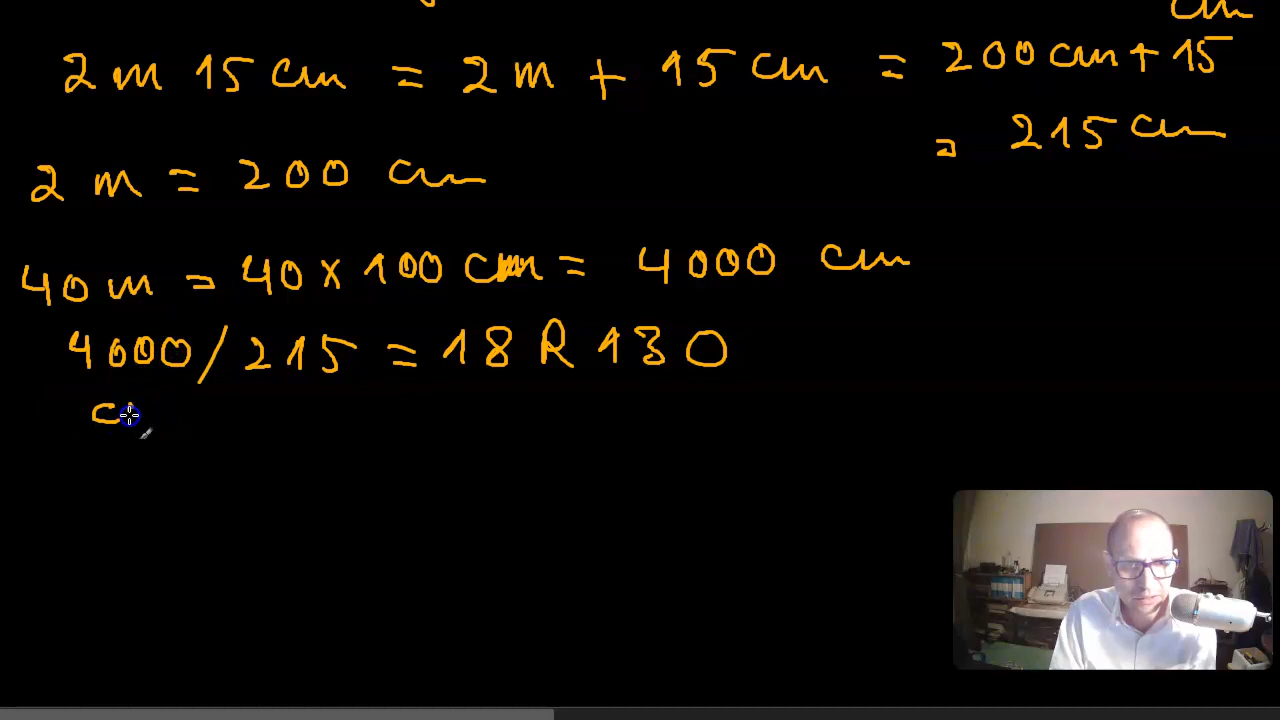 cm
2 m 15 cm = 2 m + 15 cm = 200 cm + 15
= 215 cm
2 m = 200 cm
40 m = 40 x 100 cm = 4000 cm
4000 / 215 = 18 R 130
c